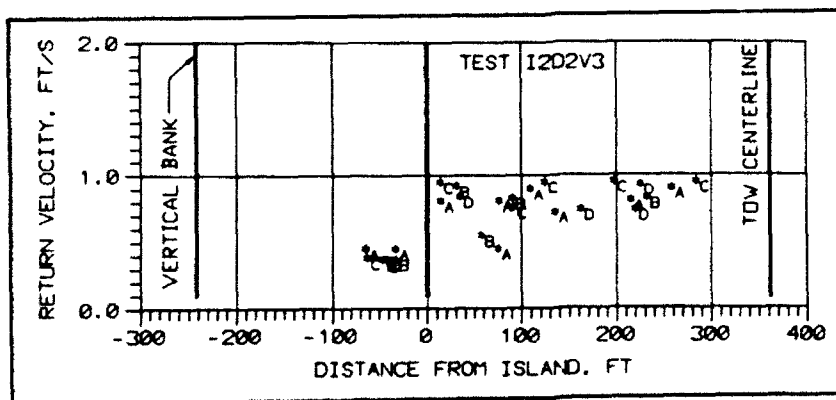 RETURN VELOCITY, FT/S
2.0
1.0
0.0
VERTICAL BANK
TEST I2D2V3
TOW CENTERLINE
C B D A
A B B C
A C
A D
B A
C D A B D
A C
A A C B B
-300 -200 -100 0 100 200 300 400
DISTANCE FROM ISLAND, FT